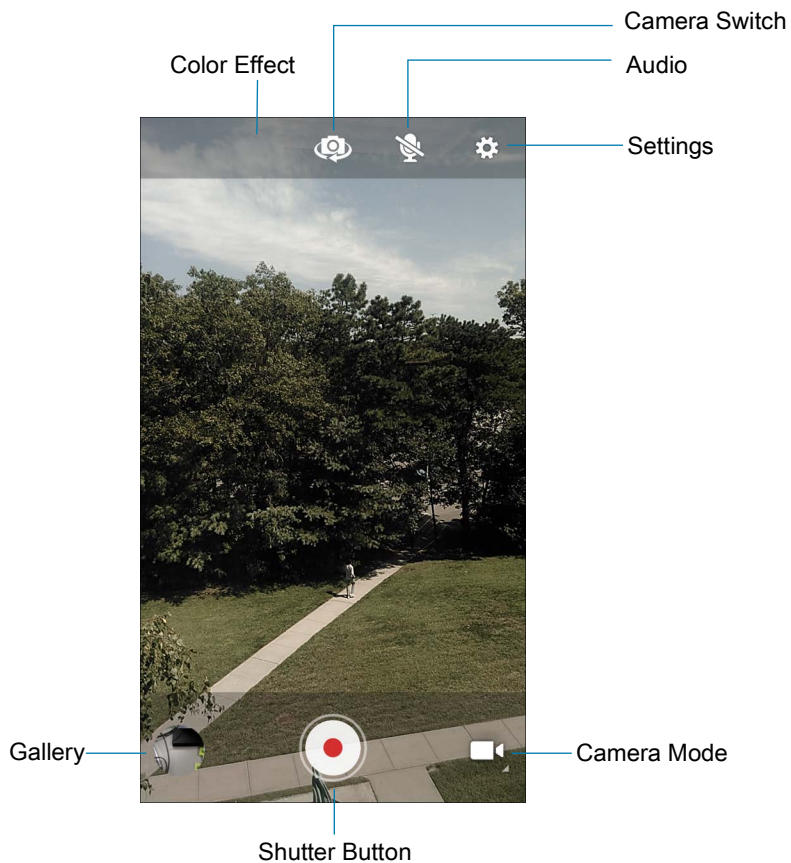 Camera Switch
Color Effect
Audio
Settings
Gallery
Camera Mode
Shutter Button